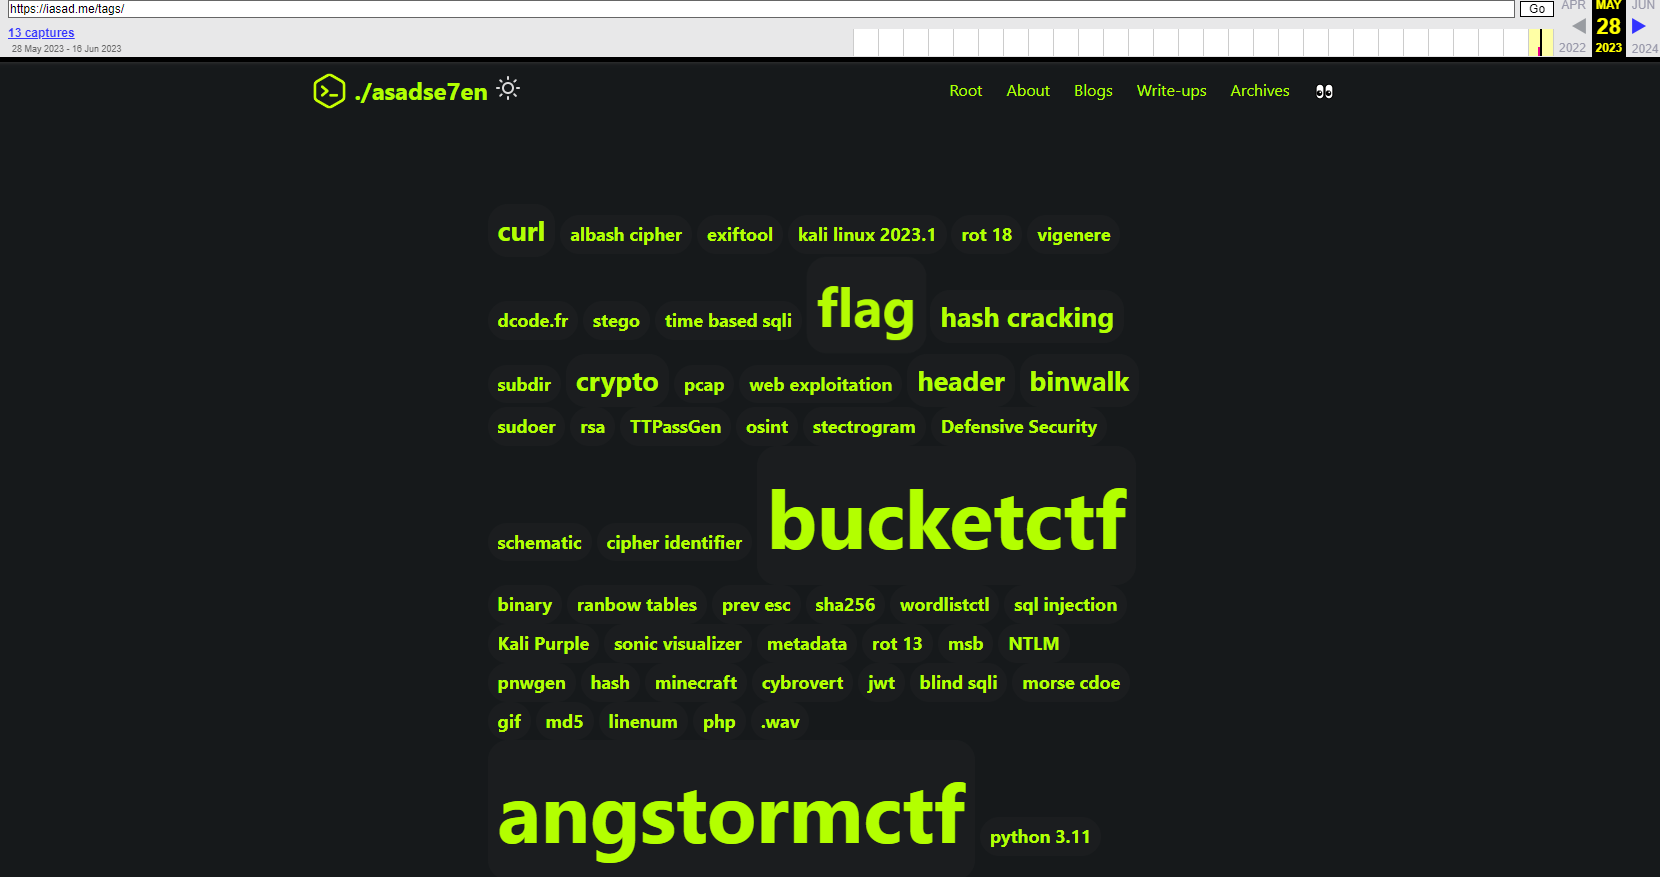 https://iasad.me/tags/ Go APR MAY JUN
13 captures 28
28 May 2023 - 16 Jun 2023 2022 2023 2024
./asadse7en Root About Blogs Write-ups Archives
curl albash cipher exiftool kali linux 2023.1 rot 18 vigenere
dcode.fr stego time based sqli flag hash cracking
subdir crypto pcap web exploitation header binwalk
sudoer rsa TTPassGen osint stectrogram Defensive Security
schematic cipher identifier bucketctf
binary ranbow tables prev esc sha256 wordlistctl sql injection
Kali Purple sonic visualizer metadata rot 13 msb NTLM
pnwgen hash minecraft cybrovert jwt blind sqli morse cdoe
gif md5 linenum php .wav
angstormctf python 3.11